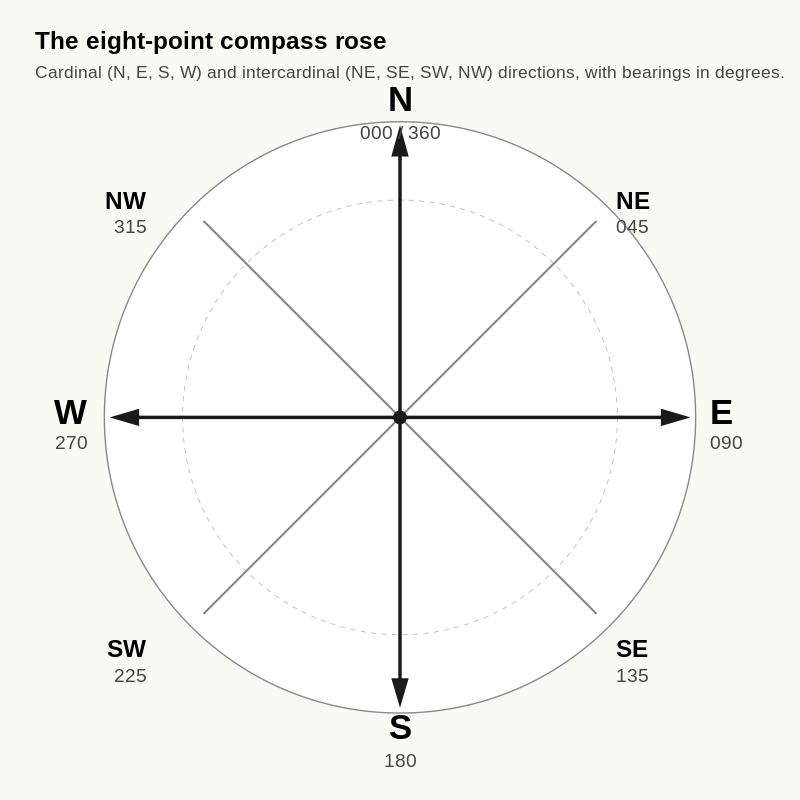 The eight-point compass rose
Cardinal (N, E, S, W) and intercardinal (NE, SE, SW, NW) directions, with bearings in degrees.
N
000 / 360
NW
315
NE
045
W
270
E
090
SW
225
SE
135
S
180